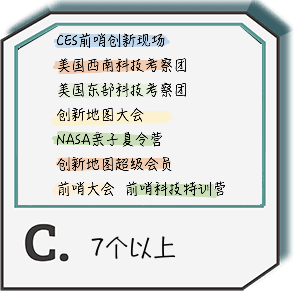 CES前哨创新现场
美国西南科技考察团
美国东部科技考察团
创新地图大会
NASA亲子夏令营
创新地图超级会员
前哨大会 前哨科技特训营
C. 7个以上